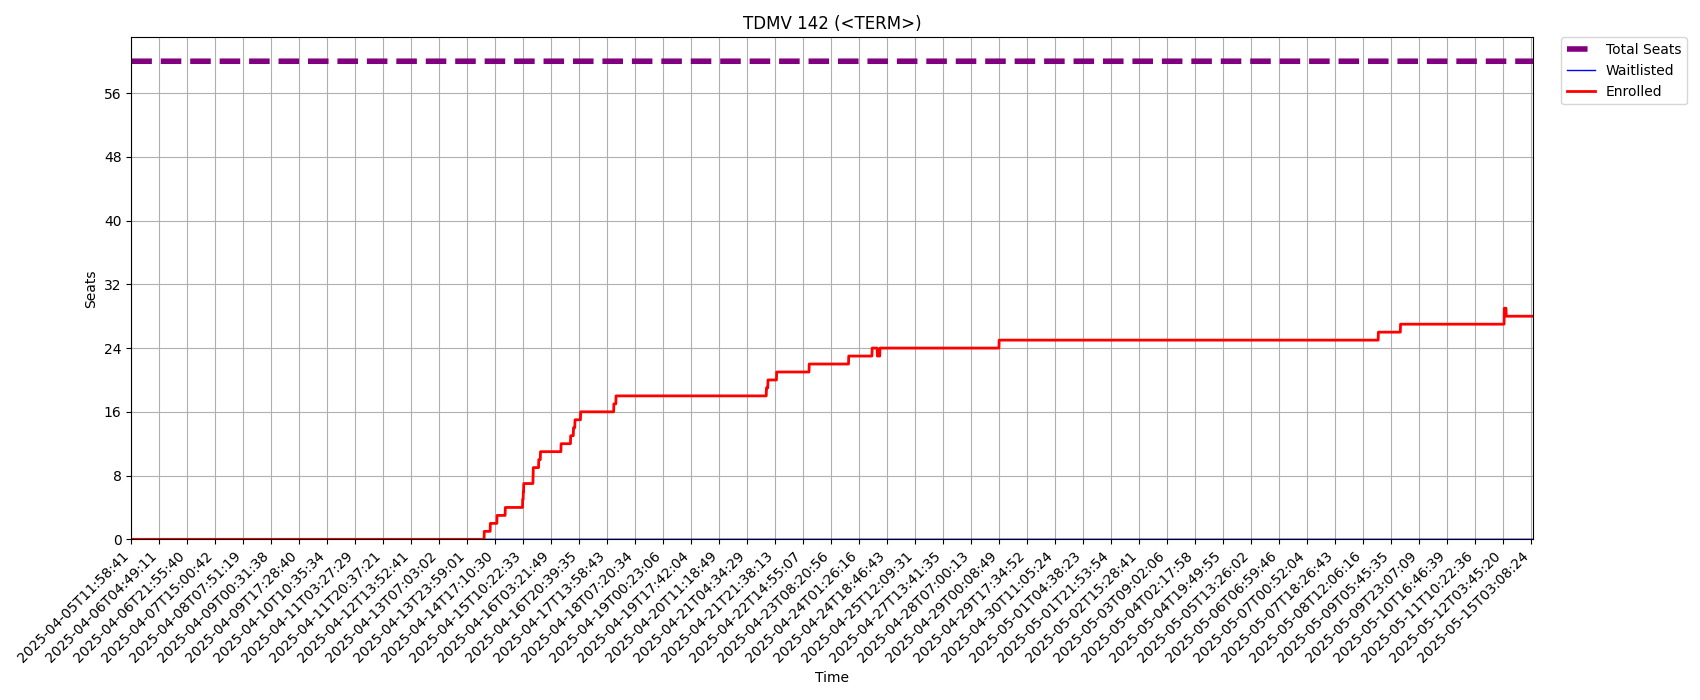 TDMV 142 (<TERM>)
Total Seats
Waitlisted
Enrolled
Seats
56
48
40
32
24
16
8
0
2025-04-05T11:58:41
2025-04-06T04:49:11
2025-04-06T21:55:40
2025-04-07T15:00:42
2025-04-08T07:51:19
2025-04-09T00:31:38
2025-04-09T17:28:40
2025-04-10T10:35:34
2025-04-11T03:27:29
2025-04-11T20:37:21
2025-04-12T13:52:41
2025-04-13T07:03:02
2025-04-13T23:59:01
2025-04-14T17:10:30
2025-04-15T10:22:33
2025-04-16T03:21:49
2025-04-16T20:39:35
2025-04-17T13:58:43
2025-04-18T07:20:34
2025-04-19T00:23:06
2025-04-19T17:42:04
2025-04-20T11:18:49
2025-04-21T04:34:29
2025-04-21T21:38:13
2025-04-22T14:55:07
2025-04-23T08:20:56
2025-04-24T01:26:16
2025-04-24T18:46:43
2025-04-25T12:09:31
2025-04-27T13:41:35
2025-04-28T07:00:13
2025-04-29T00:08:49
2025-04-29T17:34:52
2025-04-30T11:05:24
2025-05-01T04:38:23
2025-05-01T21:53:54
2025-05-02T15:28:41
2025-05-03T09:02:06
2025-05-04T02:17:58
2025-05-04T19:49:55
2025-05-05T13:26:02
2025-05-06T06:59:46
2025-05-07T00:52:04
2025-05-07T18:26:43
2025-05-08T12:06:16
2025-05-09T05:45:35
2025-05-09T23:07:09
2025-05-10T16:46:39
2025-05-11T10:22:36
2025-05-12T03:45:20
2025-05-15T03:08:24
Time